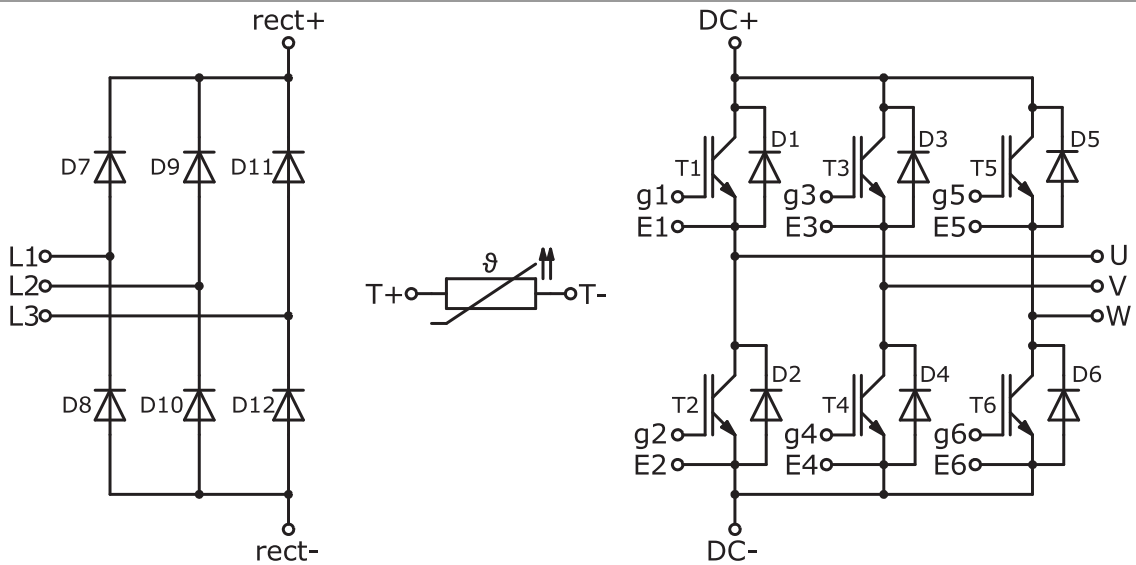 rect+
DC+
D7
D9
D11
T1
D1
T3
D3
T5
D5
g1
g3
g5
E1
E3
E5
L1
L2
L3
ϑ
T+
T-
U
V
W
D8
D10
D12
T2
D2
T4
D4
T6
D6
g2
g4
g6
E2
E4
E6
rect-
DC-